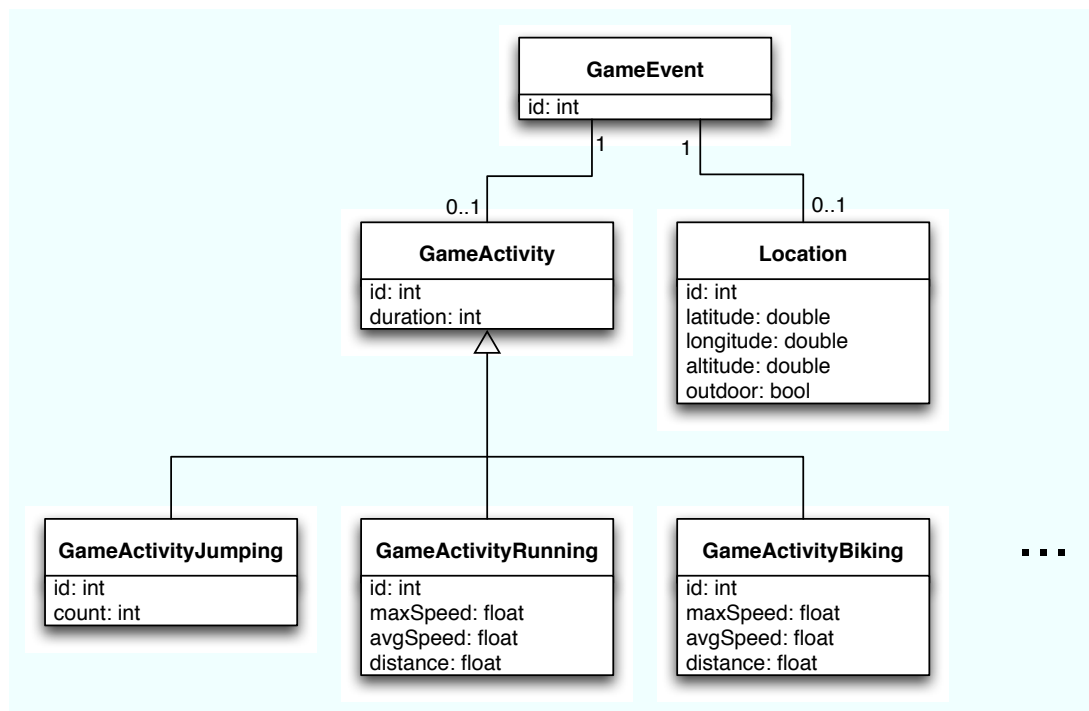 GameEvent
id: int
1
1
0..1
0..1
GameActivity
id: int
duration: int
Location
id: int
latitude: double
longitude: double
altitude: double
outdoor: bool
GameActivityJumping
id: int
count: int
GameActivityRunning
id: int
maxSpeed: float
avgSpeed: float
distance: float
GameActivityBiking
id: int
maxSpeed: float
avgSpeed: float
distance: float
...